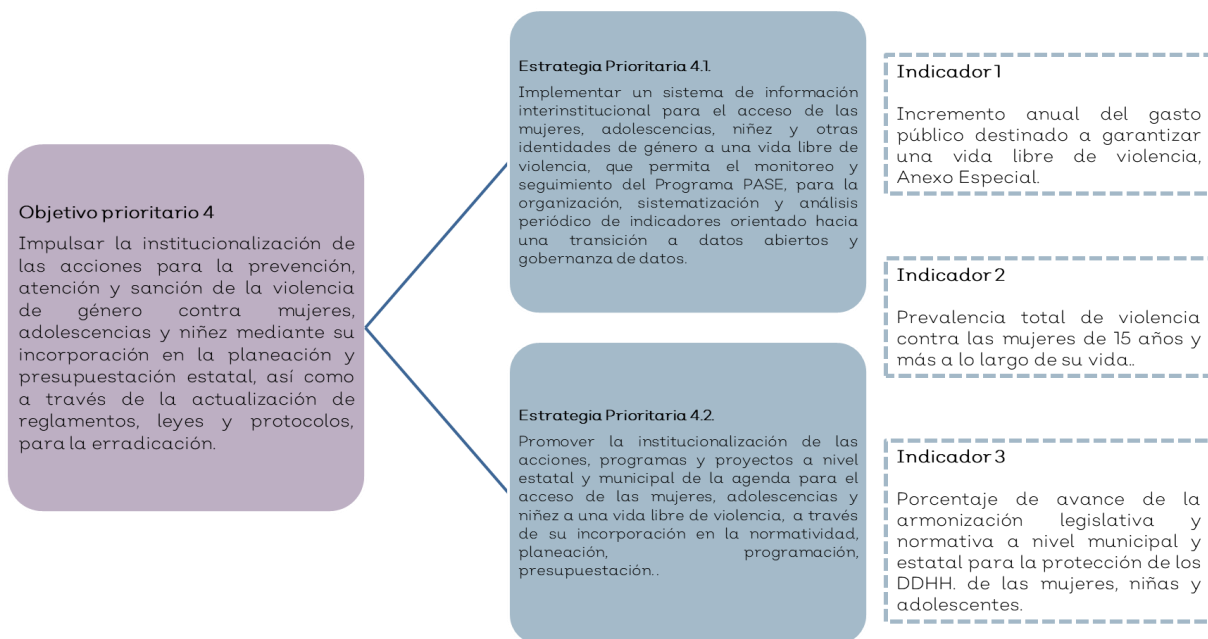 Objetivo prioritario 4
Impulsar la institucionalización de
las acciones para la prevención,
atención y sanción de la violencia
de género contra mujeres,
adolescencias y niñez mediante su
incorporación en la planeación y
presupuestación estatal, así como
a través de la actualización de
reglamentos, leyes y protocolos,
para la erradicación.
Estrategia Prioritaria 4.1.
Implementar un sistema de información
interinstitucional para el acceso de las
mujeres, adolescencias, niñez y otras
identidades de género a una vida libre de
violencia, que permita el monitoreo y
seguimiento del Programa PASE, para la
organización, sistematización y análisis
periódico de indicadores orientado hacia
una transición a datos abiertos y
gobernanza de datos.
Estrategia Prioritaria 4.2.
Promover la institucionalización de las
acciones, programas y proyectos a nivel
estatal y municipal de la agenda para el
acceso de las mujeres, adolescencias y
niñez a una vida libre de violencia, a través
de su incorporación en la normatividad,
planeación, programación,
presupuestación..
Indicador 1
Incremento anual del gasto
público destinado a garantizar
una vida libre de violencia,
Anexo Especial.
Indicador 2
Prevalencia total de violencia
contra las mujeres de 15 años y
más a lo largo de su vida..
Indicador 3
Porcentaje de avance de la
armonización legislativa y
normativa a nivel municipal y
estatal para la protección de los
DDHH. de las mujeres, niñas y
adolescentes.